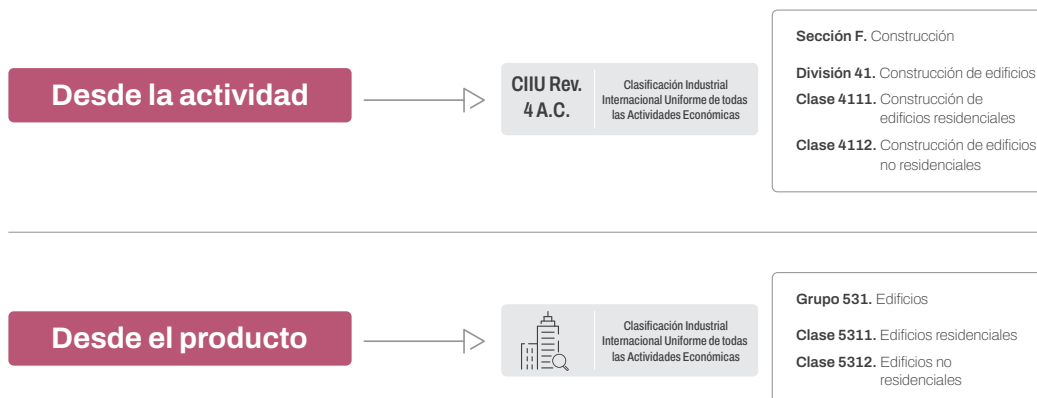 Desde la actividad
CIIU Rev.
4 A.C.
Clasificación Industrial
Internacional Uniforme de todas
las Actividades Económicas
Sección F. Construcción
División 41. Construcción de edificios
Clase 4111. Construcción de
edificios residenciales
Clase 4112. Construcción de edificios
no residenciales
Desde el producto
Clasificación Industrial
Internacional Uniforme de todas
las Actividades Económicas
Grupo 531. Edificios
Clase 5311. Edificios residenciales
Clase 5312. Edificios no
residenciales